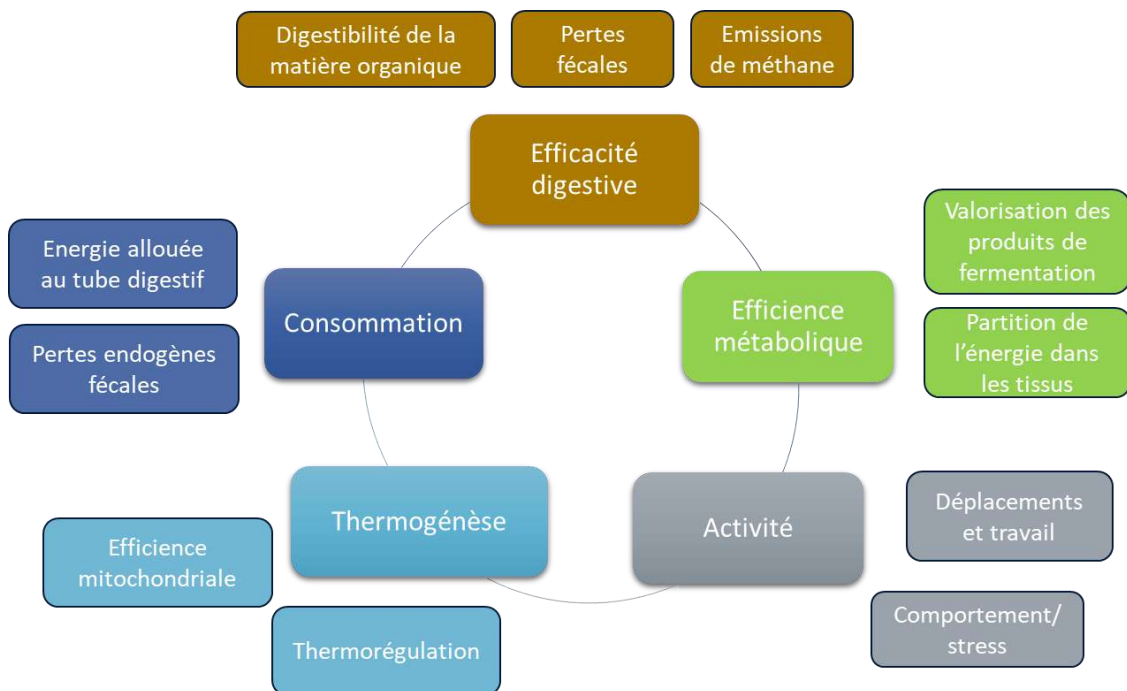 Digestibilité de la
matière organique
Pertes
fécales
Emissions
de méthane
Efficacité
digestive
Energie allouée
au tube digestif
Pertes endogènes
fécales
Consommation
Efficience
métabolique
Valorisation des
produits de
fermentation
Partition de
l’énergie dans
les tissus
Thermogénèse
Activité
Efficience
mitochondriale
Thermorégulation
Déplacements
et travail
Comportement/
stress